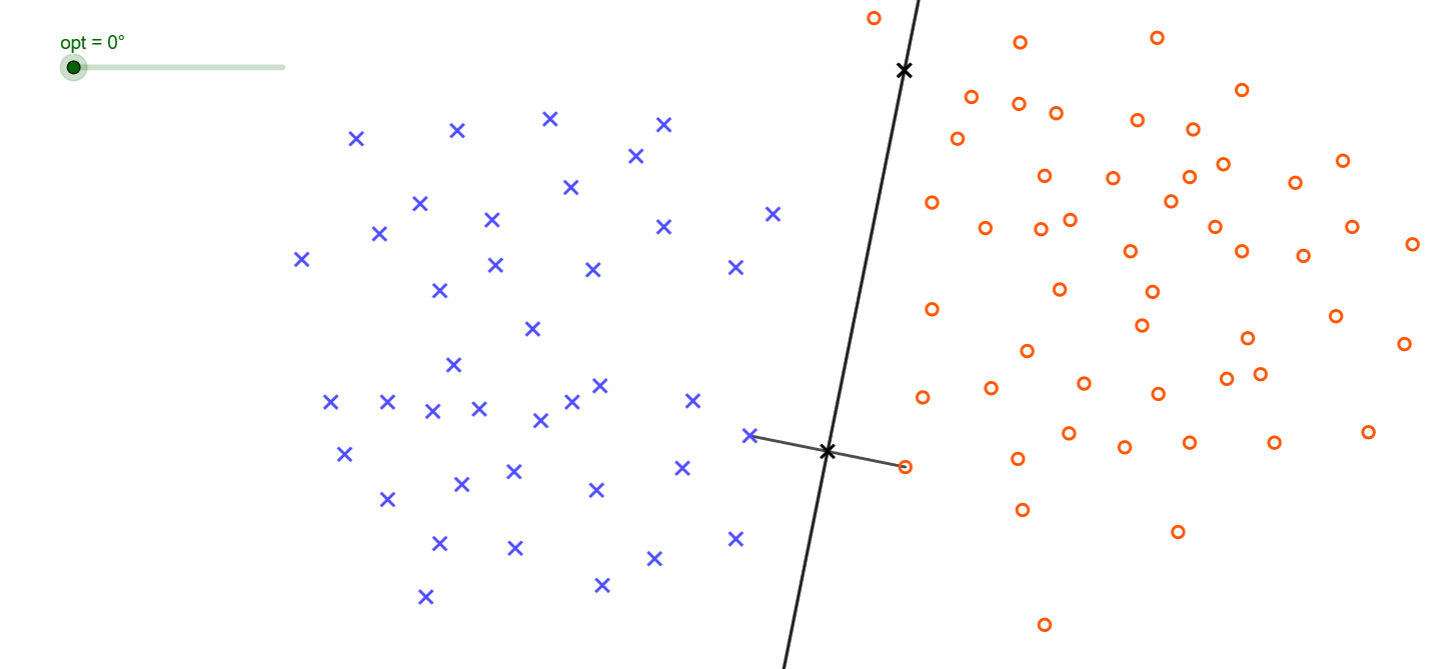 opt = 0°